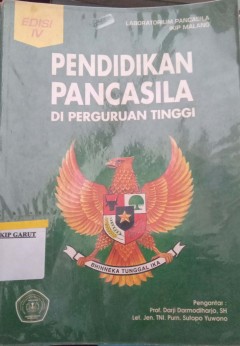 EDISI
IV
LABORATORIUM PANCASILA
IKIP MALANG
PENDIDIKAN
PANCASILA
DI PERGURUAN TINGGI
BHINNEKA TUNGGAL IKA
KIP GARUT
Pengantar :
Prof. Darji Darmodiharjo, SH
Let. Jen. TNI. Purn. Sutopo Yuwono